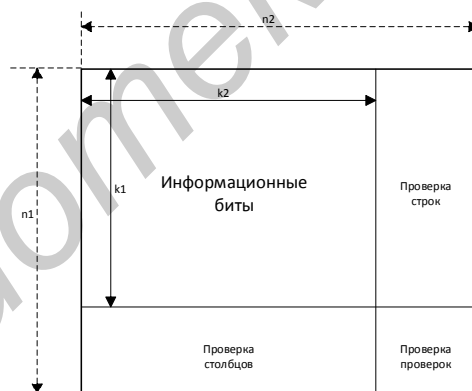 n2
k2
Информационные
биты
k1
n1
Проверка
строк
Проверка
столбцов
Проверка
проверок